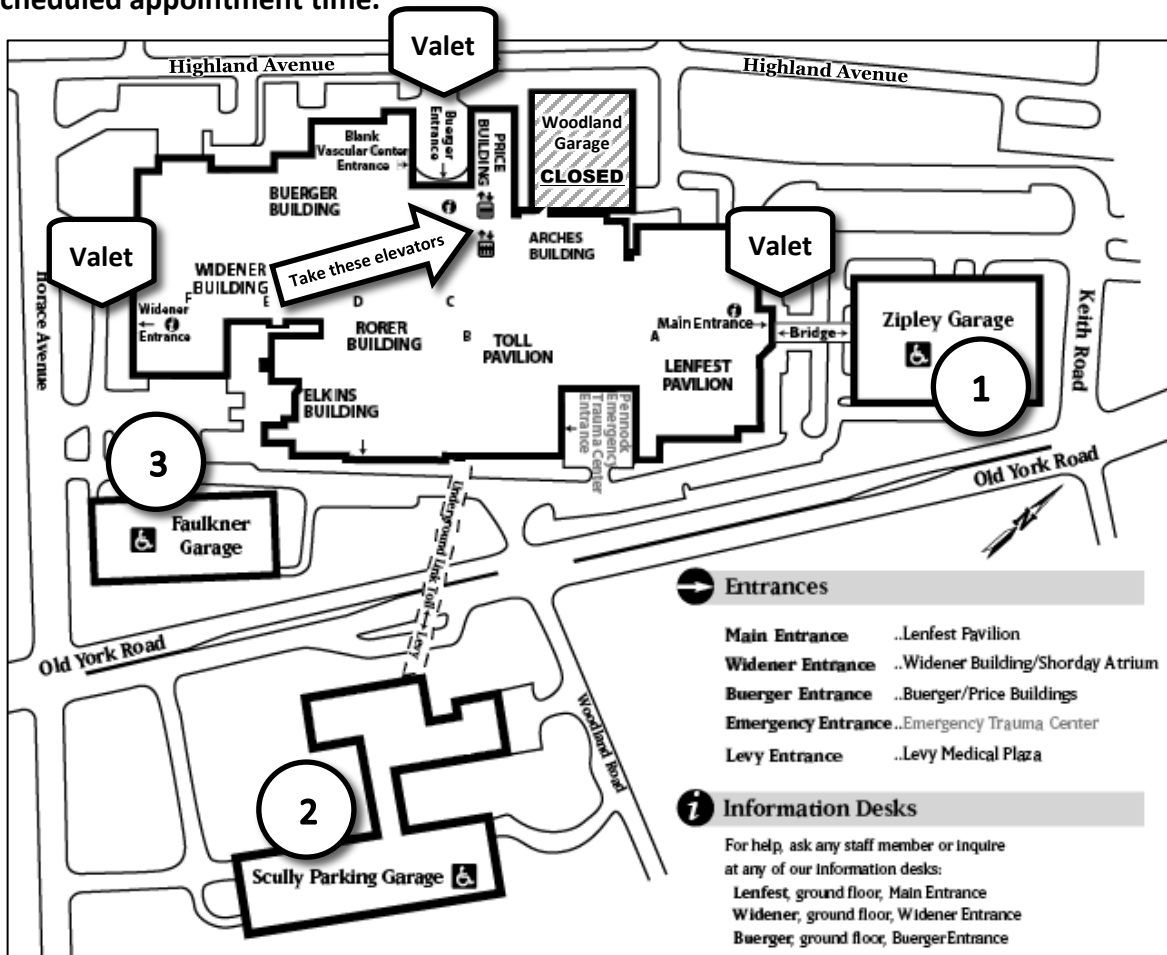 cheduled appointment time.
Valet
Highland Avenue
Highland Avenue
Buerger
Entrance
PRICE
BUILDING
Woodland
Garage
CLOSED
Blank
Vascular Center
Entrance
BUERGER
BUILDING
Valet
Valet
Take these elevators
ARCHES
BUILDING
Horace Avenue
WIDENER
BUILDING
F
E
D
C
B
A
Widener
Entrance
RORER
BUILDING
TOLL
PAVILION
Main Entrance
Bridge
Zipley Garage
1
Keith Road
LENFEST
PAVILION
ELKINS
BUILDING
Pennock
Emergency
Trauma Center
Entrance
3
Faulkner
Garage
Underground Link Toll Levy
Old York Road
N
Old York Road
Woodland Road
2
Scully Parking Garage
Entrances
Main Entrance ..Lenfest Pavilion
Widener Entrance ..Widener Building/Shorday Atrium
Buerger Entrance ..Buerger/Price Buildings
Emergency Entrance..Emergency Trauma Center
Levy Entrance ..Levy Medical Plaza
i Information Desks
For help, ask any staff member or inquire
at any of our information desks:
Lenfest, ground floor, Main Entrance
Widener, ground floor, Widener Entrance
Buerger, ground floor, BuergerEntrance